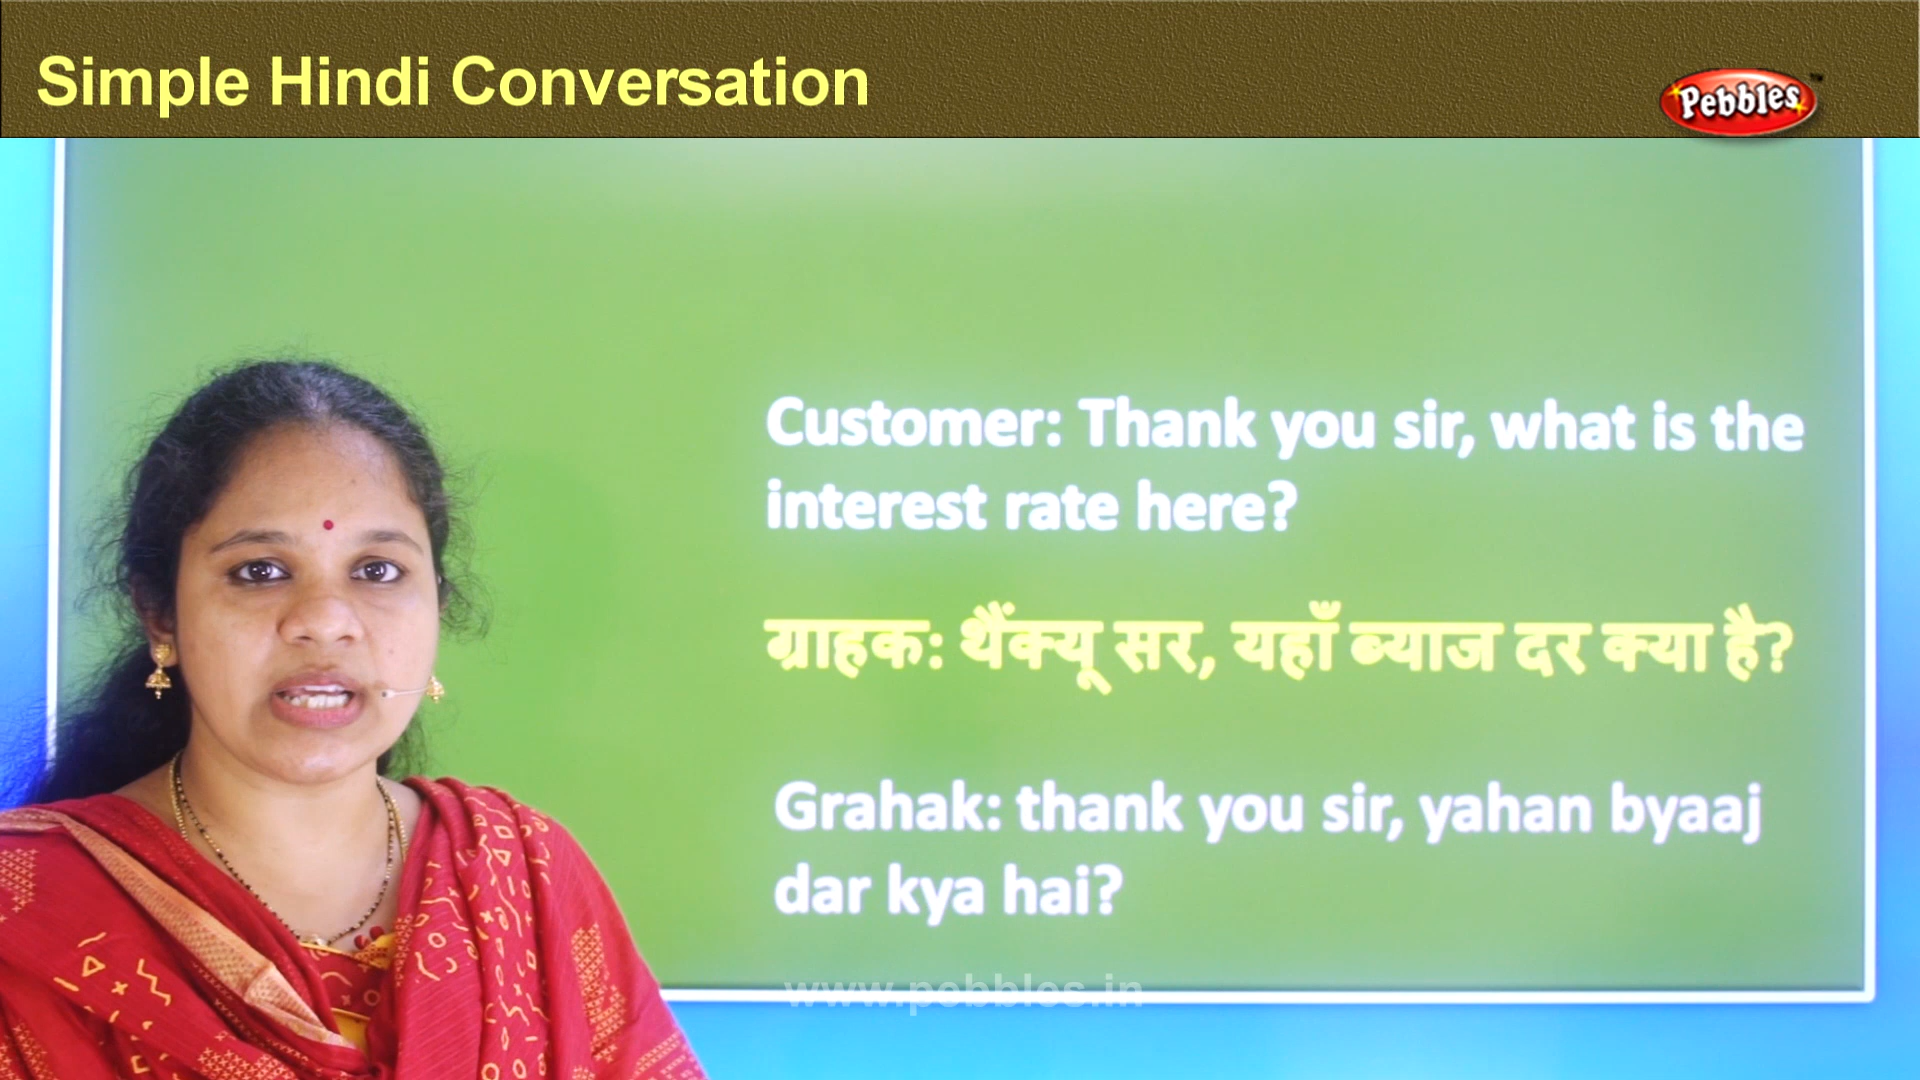 Simple Hindi Conversation
Pebbles™
Customer: Thank you sir, what is the
interest rate here?
ग्राहक: थैंक्यू सर, यहाँ ब्याज दर क्या है?
Grahak: thank you sir, yahan byaaj
dar kya hai?
www.pebbles.in